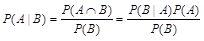 P(A | B) = P(A ∩ B) / P(B) = P(B | A)P(A) / P(B)